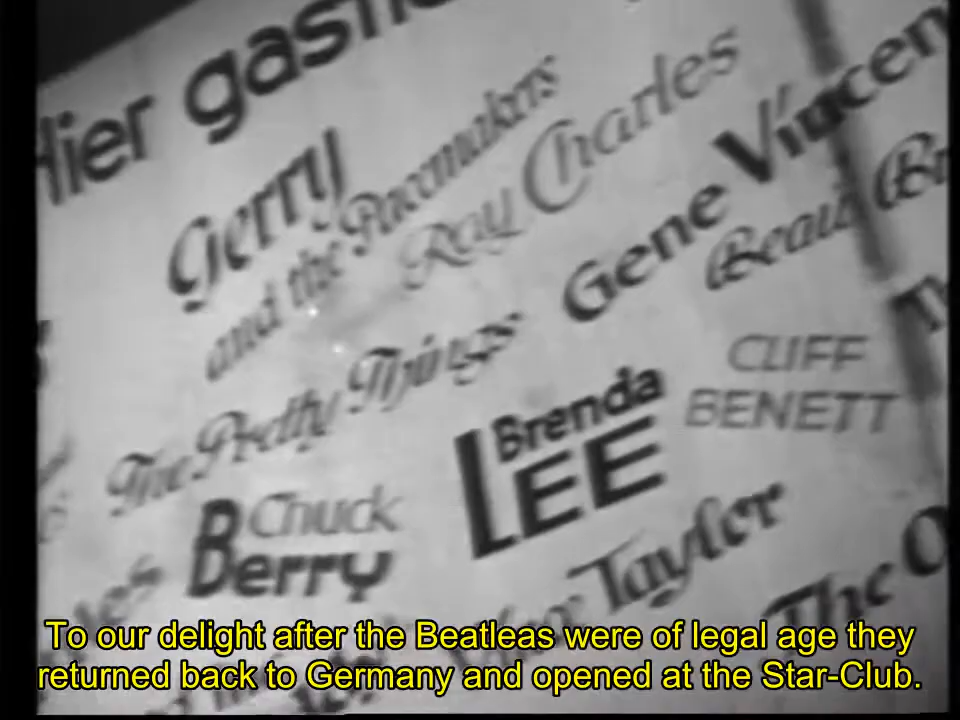 Hier
Gerry
and the Pacemakers
Ray Charles
Gene
Beau
The Pretty Things
CLIFF
BENETT
Brenda
LEE
Chuck
Berry
Taylor
The
To our delight after the Beatleas were of legal age they
returned back to Germany and opened at the Star-Club.